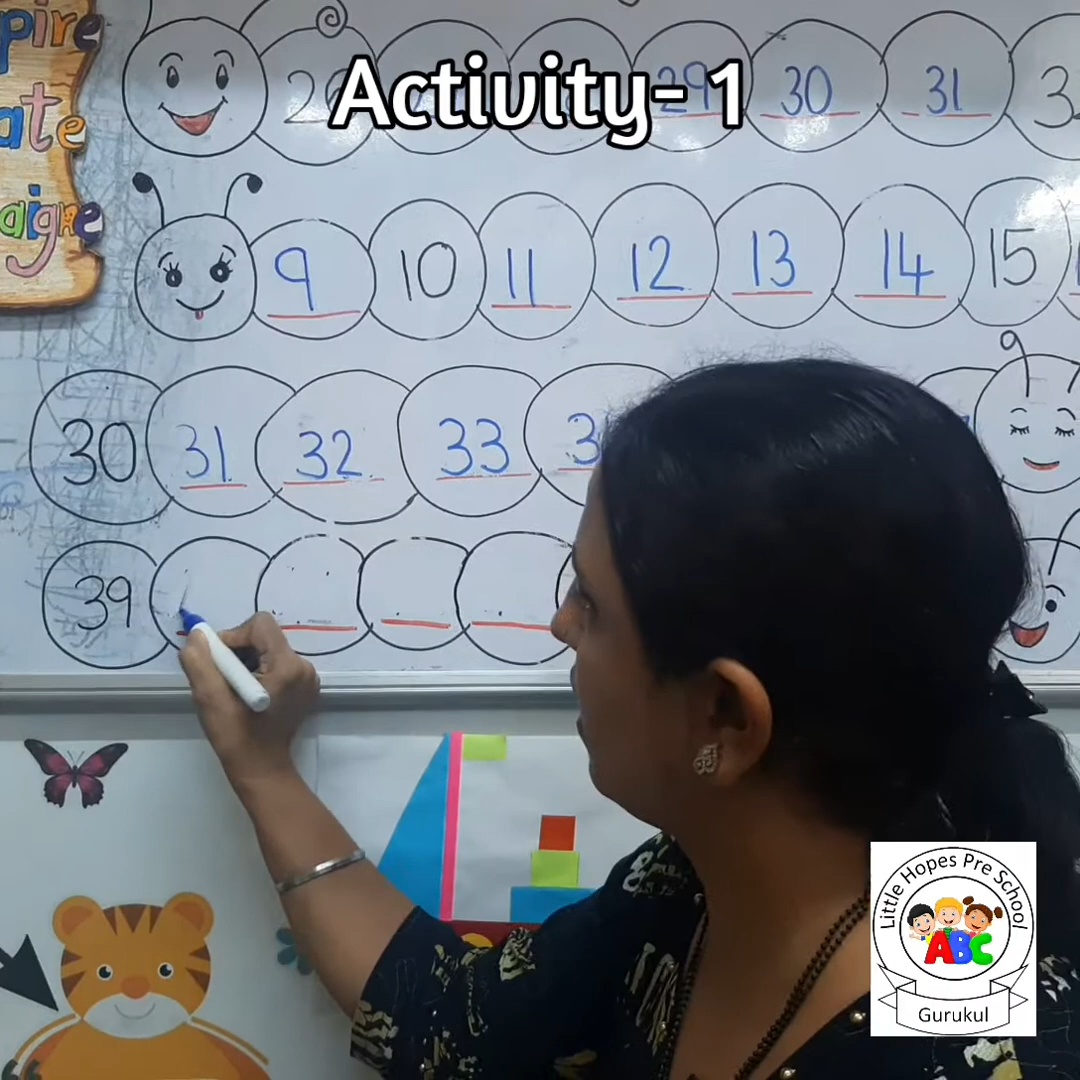 Activity- 1
29 30 31
9 10 11 12 13 14 15
30 31 32 33
39
Little Hopes Pre School
ABC
Gurukul